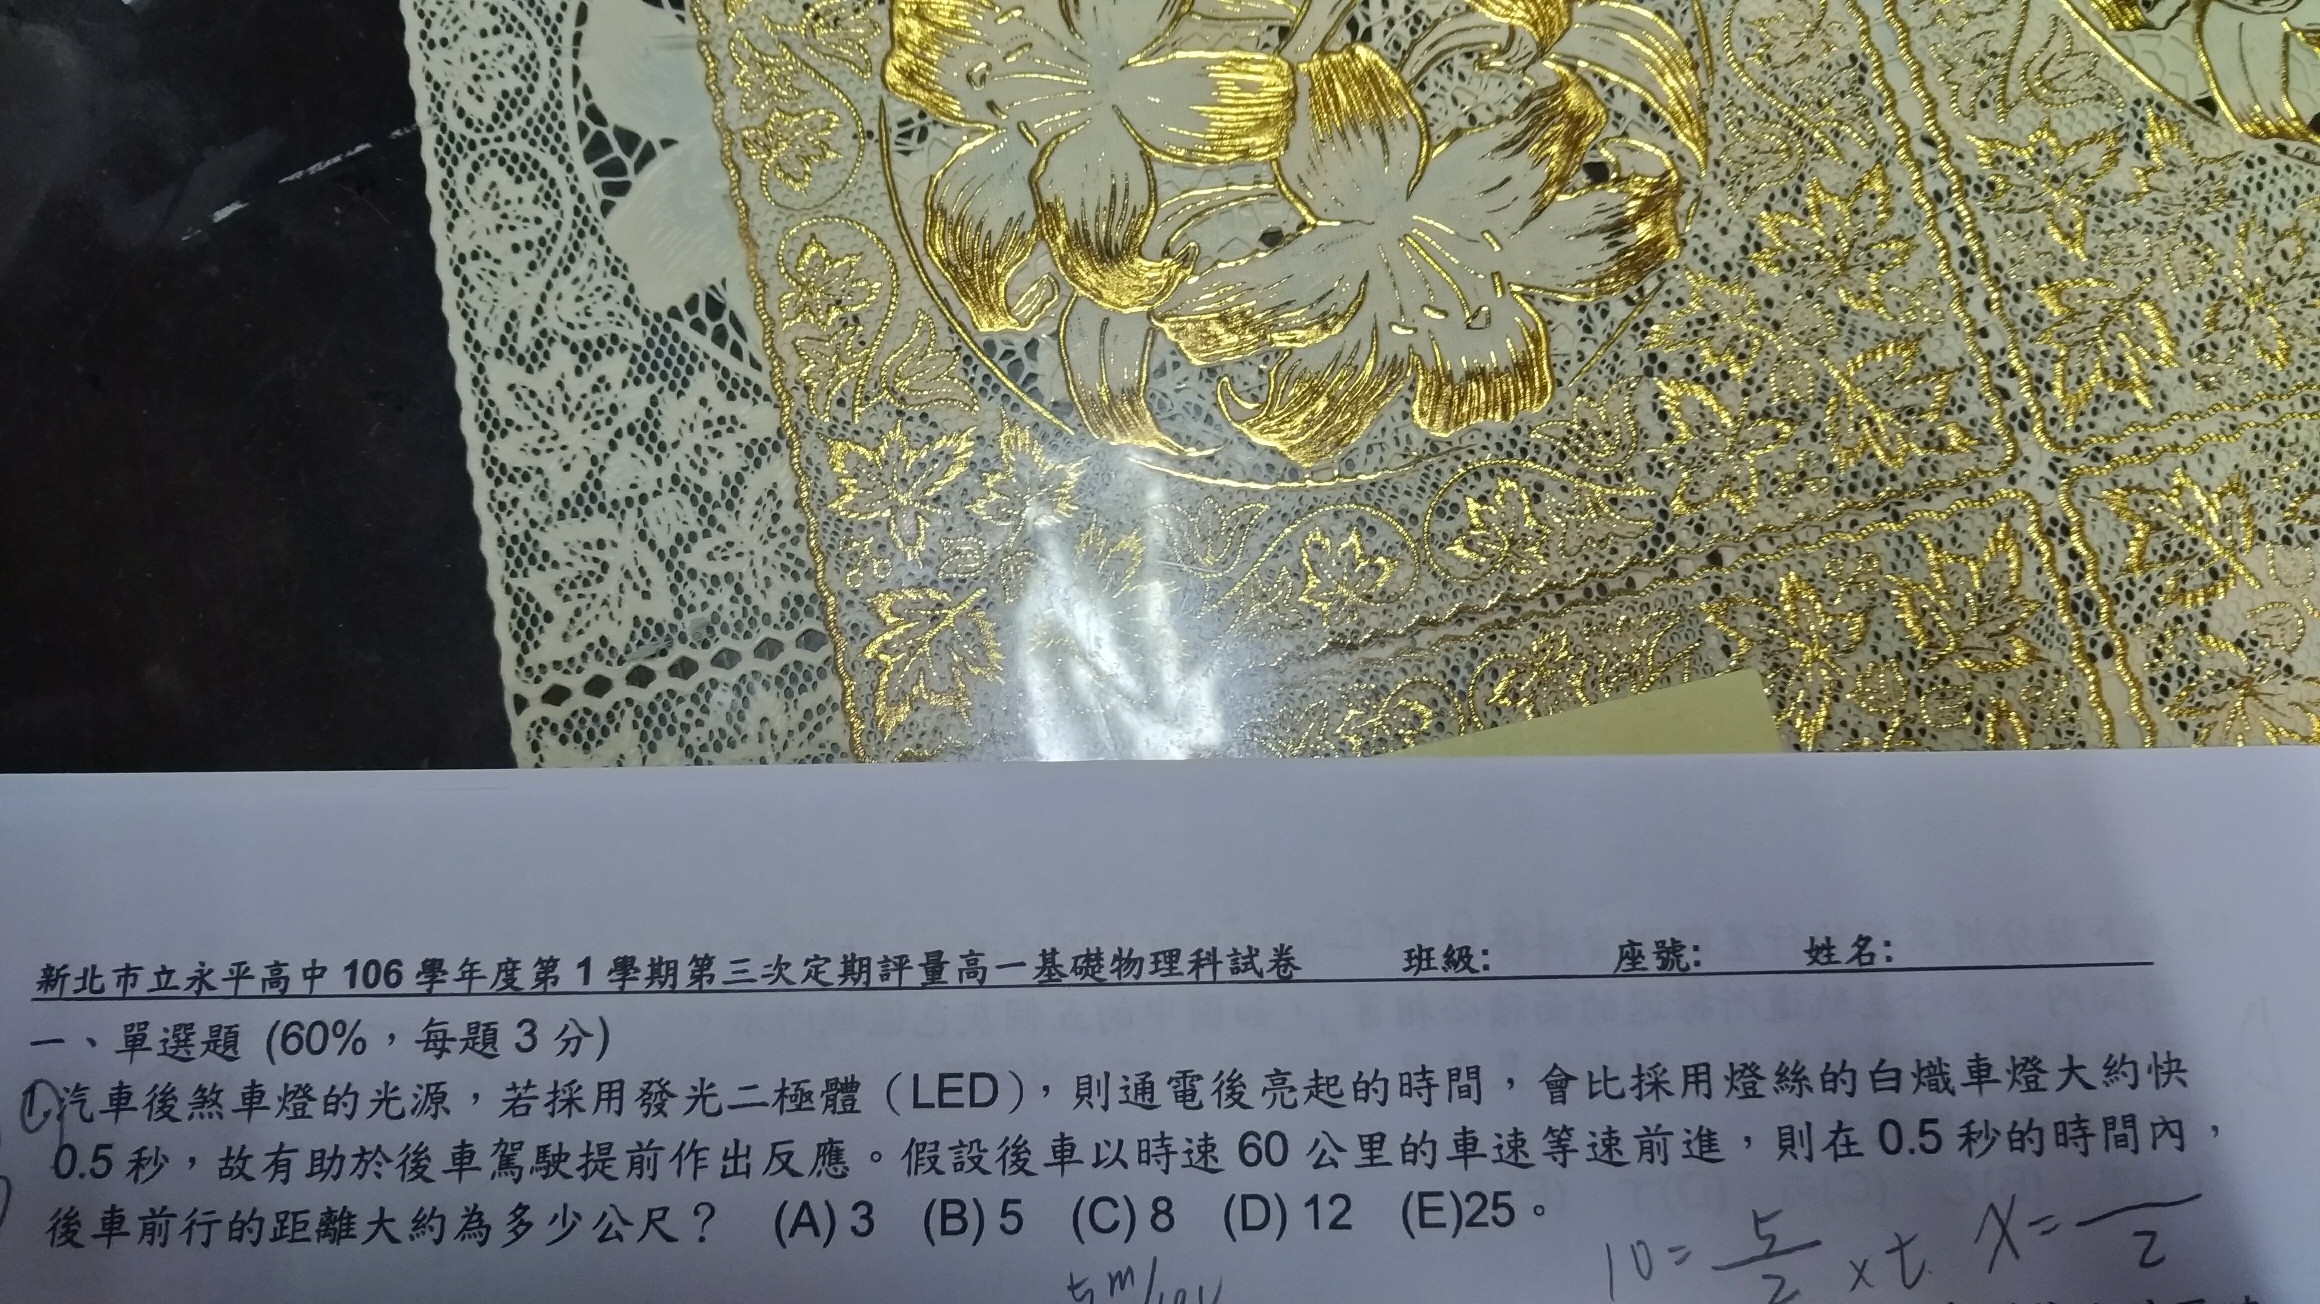 新北市立永平高中 106 學年度第 1 學期第三次定期評量高一基礎物理科試卷 班級: 座號: 姓名:
一、單選題 (60%，每題 3 分)
1.汽車後煞車燈的光源，若採用發光二極體（LED），則通電後亮起的時間，會比採用燈絲的白熾車燈大約快
0.5 秒，故有助於後車駕駛提前作出反應。假設後車以時速 60 公里的車速等速前進，則在 0.5 秒的時間內，
後車前行的距離大約為多少公尺？ (A) 3 (B) 5 (C) 8 (D) 12 (E)25。
10= 5/2 x t. X= /2